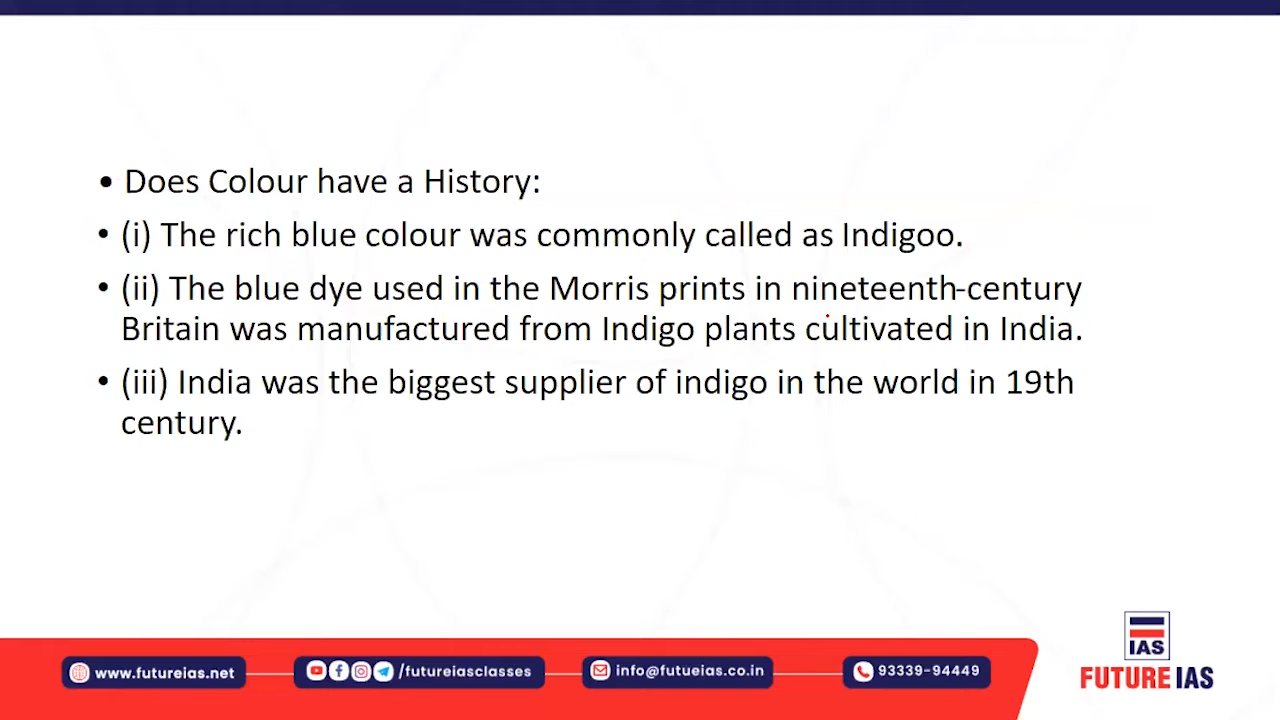 • Does Colour have a History:
• (i) The rich blue colour was commonly called as Indigoo.
• (ii) The blue dye used in the Morris prints in nineteenth-century
Britain was manufactured from Indigo plants cultivated in India.
• (iii) India was the biggest supplier of indigo in the world in 19th
century.
IAS
FUTURE IAS
www.futureias.net
/futureiasclasses
info@futueias.co.in
93339-94449